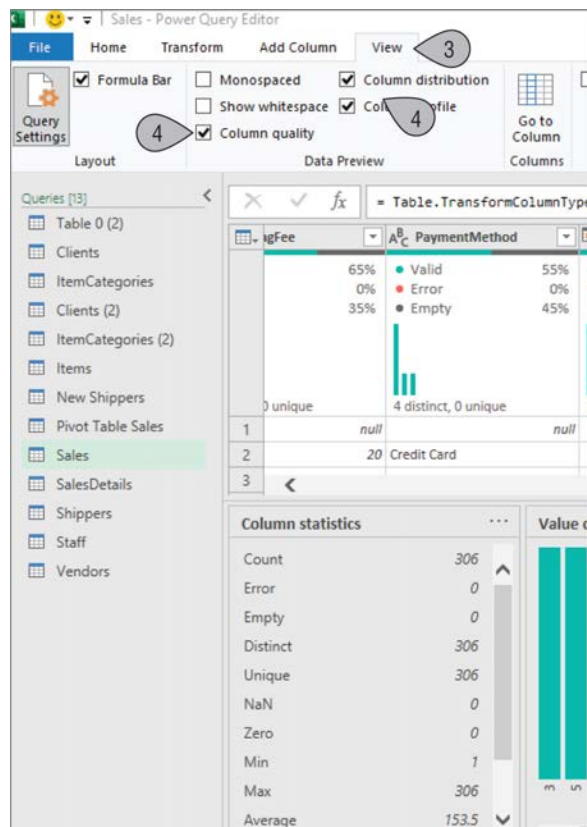 Sales - Power Query Editor
File Home Transform Add Column View 3
Formula Bar Monospaced Column distribution
Show whitespace
4 Column quality 4
Query Settings
Go to Column
Layout Data Preview Columns
Queries [13]
fx = Table.TransformColumnType
Table 0 (2)
Clients
ItemCategories
Clients (2)
ItemCategories (2)
Items
New Shippers
Pivot Table Sales
Sales
SalesDetails
Shippers
Staff
Vendors
ABC PaymentMethod
65% Valid 55%
0% Error 0%
35% Empty 45%
0 unique 4 distinct, 0 unique
1 null null
2 20 Credit Card
3
Column statistics ... Value
Count 306
Error 0
Empty 0
Distinct 306
Unique 306
NaN 0
Zero 0
Min 1
Max 306
Average 153.5
3 5